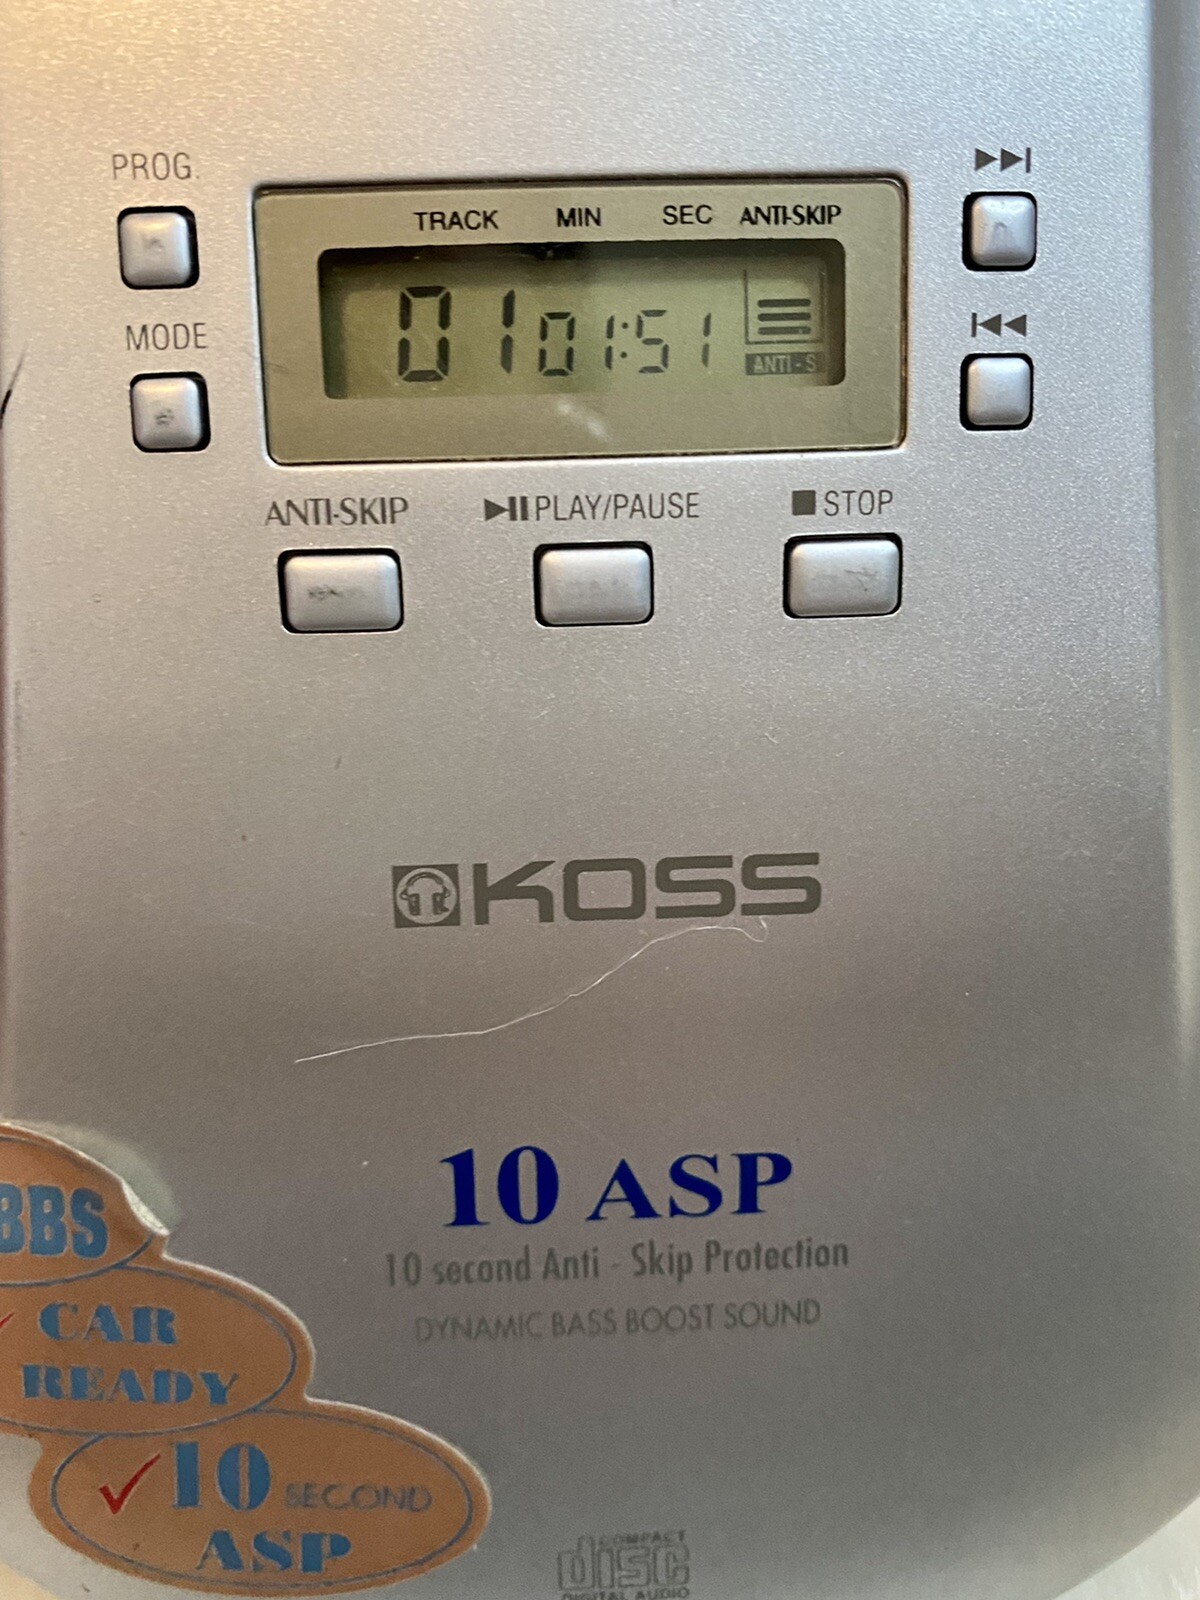 PROG.
TRACK MIN SEC ANTI-SKIP
01 01:51
ANTI-S
MODE
ANTI-SKIP PLAY/PAUSE STOP
KOSS
10 ASP
10 second Anti - Skip Protection
DYNAMIC BASS BOOST SOUND
BBS
CAR
READY
10 SECOND
ASP
COMPACT
disc
DIGITAL AUDIO